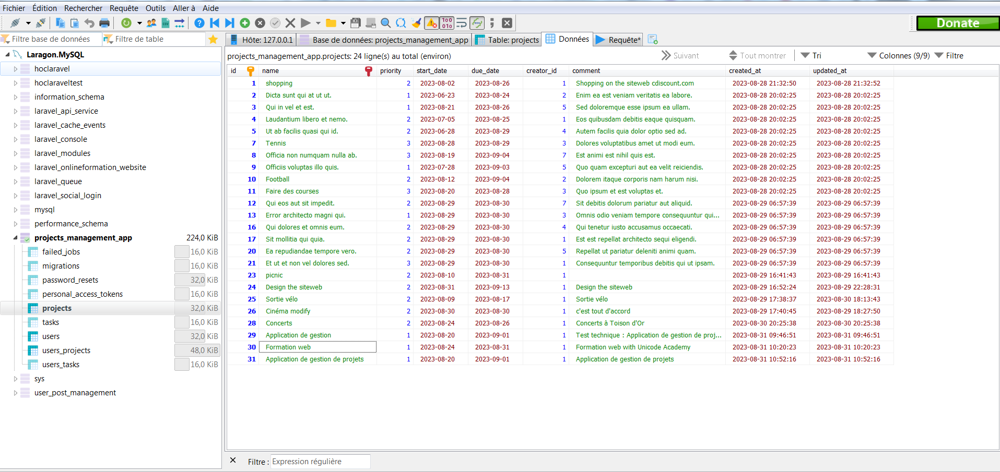 Fichier Édition Rechercher Requête Outils Aller à Aide
Donate
Filtre base de données Filtre de table
Hôte: 127.0.0.1 Base de données: projects_management_app Table: projects Données Requête*
Laragon.MySQL
hoclaravel
hoclaraveltest
information_schema
laravel_api_service
laravel_cache_events
laravel_console
laravel_modules
laravel_onlineformation_website
laravel_queue
laravel_social_login
mysql
performance_schema
projects_management_app 224,0 KiB
failed_jobs 16,0 KiB
migrations 16,0 KiB
password_resets 32,0 KiB
personal_access_tokens 16,0 KiB
projects 32,0 KiB
tasks 16,0 KiB
users 32,0 KiB
users_projects 48,0 KiB
users_tasks 16,0 KiB
sys
user_post_management
projects_management_app.projects: 24 ligne(s) au total (environ) Suivant Tout montrer Tri Colonnes (9/9) Filtre
id name priority start_date due_date creator_id comment created_at updated_at
1 shopping 2 2023-08-02 2023-08-26 1 Shopping on the siteweb cdiscount.com 2023-08-28 21:32:50 2023-08-28 21:32:52
2 Dicta sunt qui at ut ut. 1 2023-06-23 2023-08-24 2 Enim ea est veniam veritatis ea labore. 2023-08-28 20:02:25 2023-08-28 20:02:25
3 Qui in vel et est. 1 2023-08-21 2023-08-26 5 Sed doloremque esse ipsum ea ullam. 2023-08-28 20:02:25 2023-08-28 20:02:25
4 Laudantium libero et nemo. 2 2023-07-05 2023-08-25 1 Eos quibusdam debitis eaque quisquam. 2023-08-28 20:02:25 2023-08-28 20:02:25
5 Ut ab facilis quasi qui id. 2 2023-06-28 2023-08-29 4 Autem facilis quia dolor optio sed ad. 2023-08-28 20:02:25 2023-08-28 20:02:25
7 Tennis 3 2023-08-28 2023-08-29 3 Dolores voluptatibus amet ut modi eum. 2023-08-28 20:02:25 2023-08-28 20:02:25
8 Officia non numquam nulla ab. 3 2023-08-19 2023-09-04 7 Est animi est nihil quis est. 2023-08-28 20:02:25 2023-08-28 20:02:25
9 Officiis voluptas illo quis. 1 2023-07-28 2023-09-03 5 Quo quam excepturi aut ea velit reiciendis. 2023-08-28 20:02:25 2023-08-28 20:02:25
10 Football 2 2023-08-12 2023-09-04 2 Dolorem itaque corporis nam harum nisi. 2023-08-28 20:02:25 2023-08-28 20:02:25
11 Faire des courses 3 2023-08-20 2023-08-28 3 Quo ipsum et est voluptas et. 2023-08-28 20:02:25 2023-08-28 20:02:25
12 Qui eos aut sit impedit. 2 2023-08-29 2023-08-30 7 Sit debitis dolorum pariatur aut aliquid. 2023-08-29 06:57:39 2023-08-29 06:57:39
13 Error architecto magni qui. 1 2023-08-29 2023-08-30 3 Omnis odio veniam tempore consequuntur qui... 2023-08-29 06:57:39 2023-08-29 06:57:39
16 Qui dolores et omnis eum. 2 2023-08-29 2023-08-30 4 Qui tenetur iusto accusamus occaecati. 2023-08-29 06:57:39 2023-08-29 06:57:39
17 Sit mollitia qui quia. 2 2023-08-29 2023-08-30 1 Est est repellat architecto sequi eligendi. 2023-08-29 06:57:39 2023-08-29 06:57:39
20 Ea repudiandae tempore vero. 2 2023-08-29 2023-08-30 5 Repellat ut pariatur deleniti animi quam. 2023-08-29 06:57:39 2023-08-29 06:57:39
21 Et ut et non vel dolores sed. 3 2023-08-29 2023-08-30 1 Consequuntur temporibus debitis qui ut ipsam. 2023-08-29 06:57:39 2023-08-29 06:57:39
23 picnic 2 2023-08-10 2023-08-31 1 2023-08-29 16:41:43 2023-08-29 16:41:43
24 Design the siteweb 2 2023-08-31 2023-09-13 1 Design the siteweb 2023-08-29 16:52:24 2023-08-29 22:28:31
25 Sortie vélo 2 2023-08-09 2023-08-17 1 Sortie vélo 2023-08-29 17:38:37 2023-08-30 18:13:43
26 Cinéma modify 2 2023-08-30 2023-08-30 1 c'est tout d'accord 2023-08-29 17:40:45 2023-08-29 18:27:50
28 Concerts 2 2023-08-24 2023-08-26 1 Concerts à Toison d'Or 2023-08-30 20:25:38 2023-08-30 20:25:38
29 Application de gestion 1 2023-08-20 2023-09-01 1 Test technique : Application de gestion de proj... 2023-08-31 09:46:51 2023-08-31 09:46:51
30 Formation web 1 2023-08-24 2023-08-31 1 Formation web with Unicode Academy 2023-08-31 10:20:23 2023-08-31 10:20:23
31 Application de gestion de projets 1 2023-08-20 2023-09-01 1 Application de gestion de projets 2023-08-31 10:52:16 2023-08-31 10:52:16
Filtre : Expression régulière